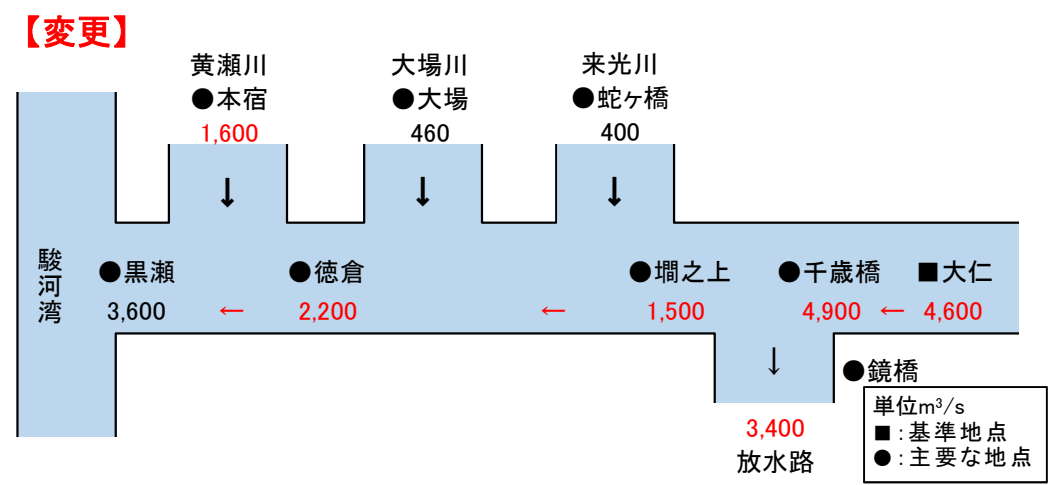 【変更】
黄瀬川
●本宿
1,600
↓
大場川
●大場
460
↓
来光川
●蛇ヶ橋
400
↓
駿河湾
●黒瀬
3,600
←
●徳倉
2,200
←
●墹之上
1,500
●千歳橋
4,900
←
■大仁
4,600
↓
●鏡橋
3,400
放水路
単位m³/s
■:基準地点
●:主要な地点